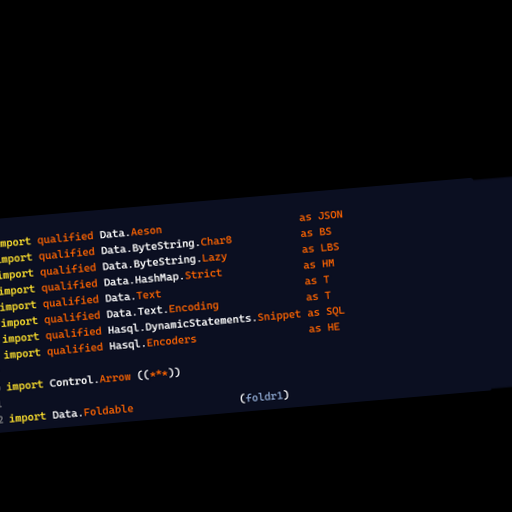 import qualified Data.Aeson as JSON
import qualified Data.ByteString.Char8 as BS
import qualified Data.ByteString.Lazy as LBS
import qualified Data.HashMap.Strict as HM
import qualified Data.Text as T
import qualified Data.Text.Encoding as T
import qualified Hasql.DynamicStatements.Snippet as SQL
import qualified Hasql.Encoders as HE
import Control.Arrow ((***))
2 import Data.Foldable (foldr1)